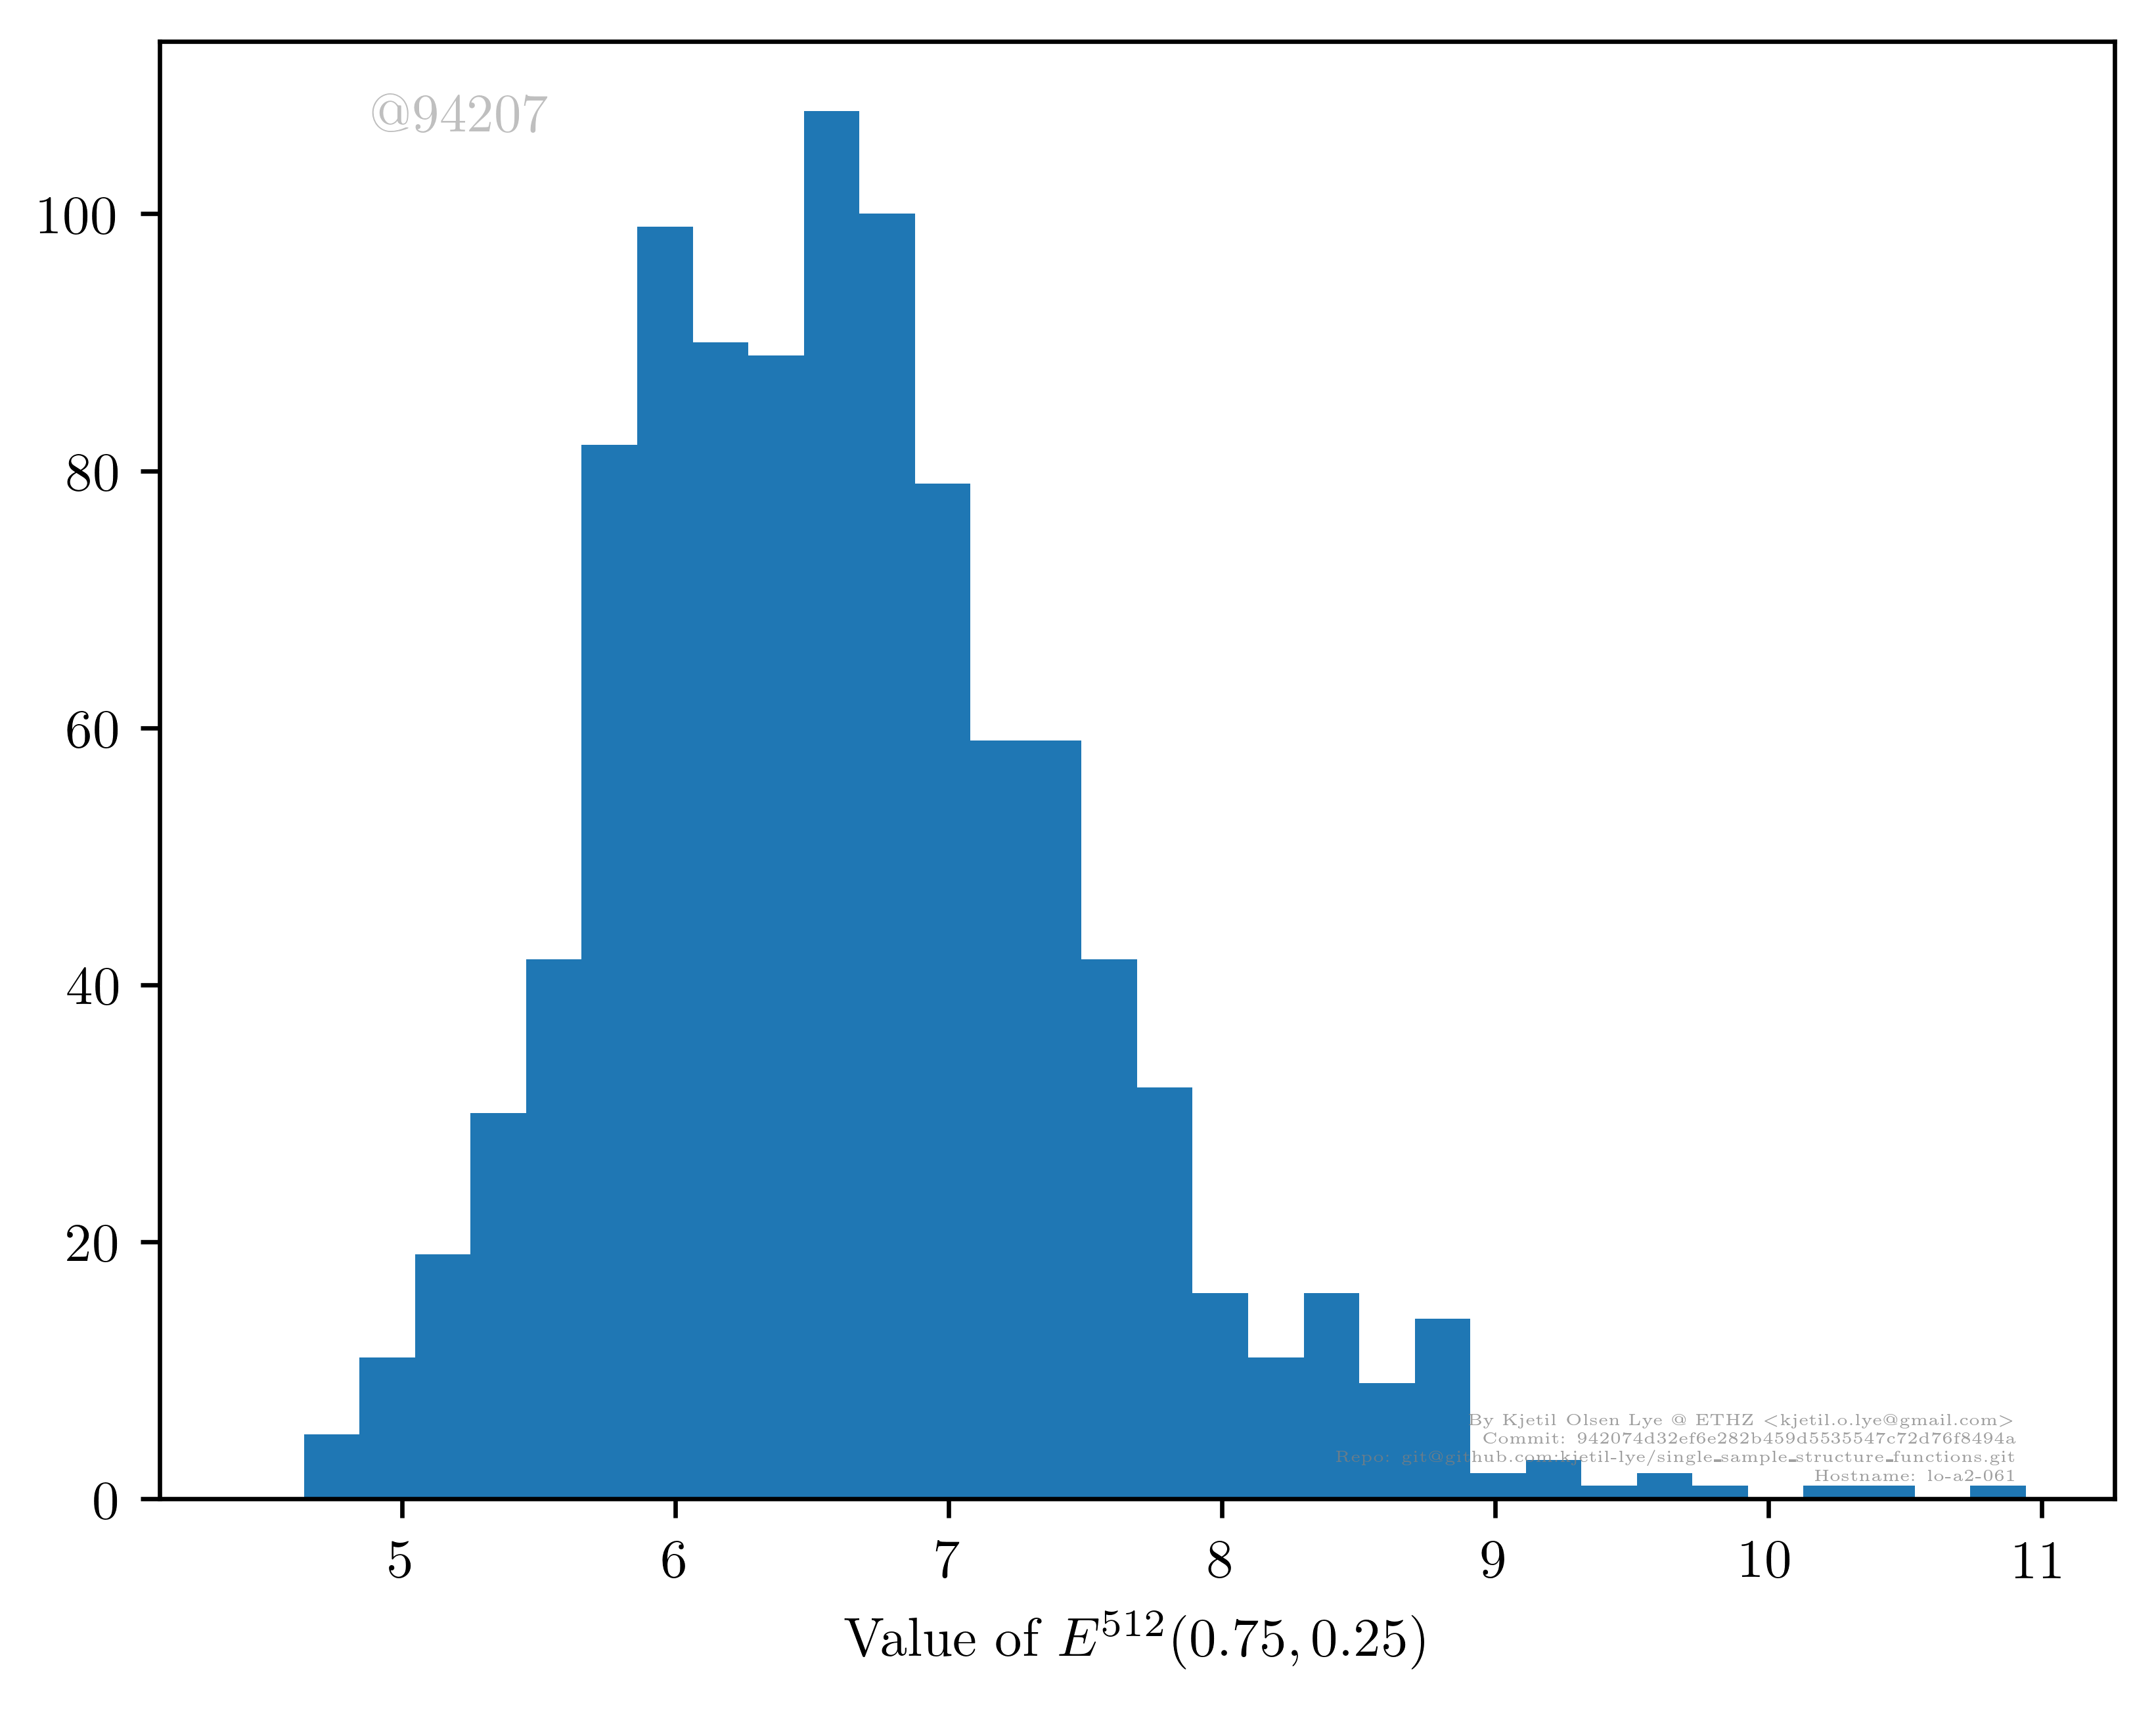 @94207
100
80
60
40
20
0
By Kjetil Olsen Lye @ ETHZ <kjetil.o.lye@gmail.com>
Commit: 942074d32ef6e282b459d5535547c72d76f8494a
Repo: git@github.com:kjetil-lye/single_sample_structure_functions.git
Hostname: lo-a2-061
5 6 7 8 9 10 11
Value of E^512(0.75, 0.25)